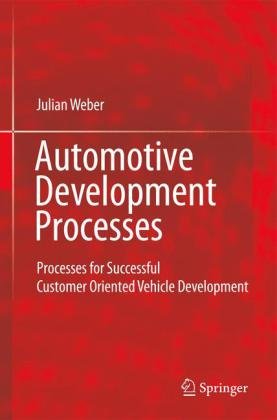 Julian Weber
Automotive
Development
Processes
Processes for Successful
Customer Oriented Vehicle Development
Springer